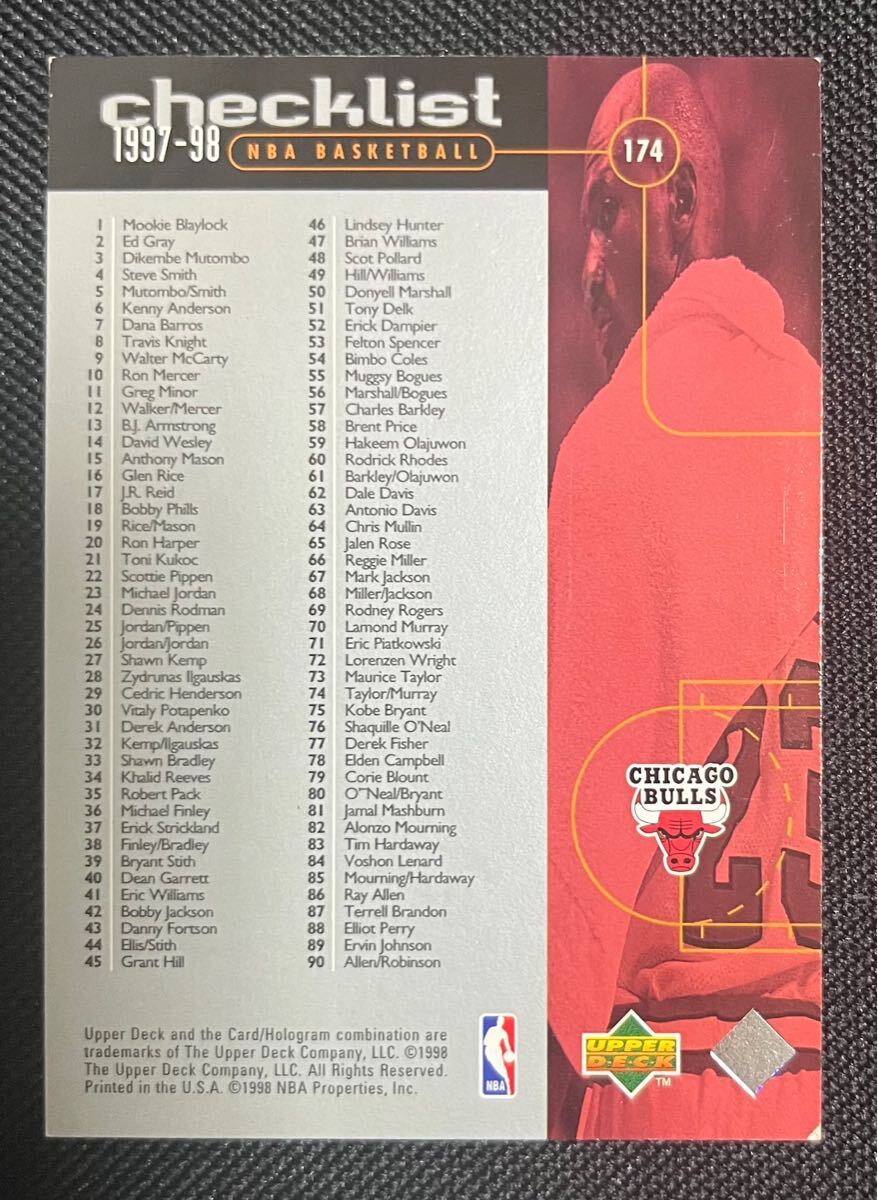 checklist
1997-98 NBA BASKETBALL 174
1 Mookie Blaylock
2 Ed Gray
3 Dikembe Mutombo
4 Steve Smith
5 Mutombo/Smith
6 Kenny Anderson
7 Dana Barros
8 Travis Knight
9 Walter McCarty
10 Ron Mercer
11 Greg Minor
12 Walker/Mercer
13 B.J. Armstrong
14 David Wesley
15 Anthony Mason
16 Glen Rice
17 J.R. Reid
18 Bobby Phills
19 Rice/Mason
20 Ron Harper
21 Toni Kukoc
22 Scottie Pippen
23 Michael Jordan
24 Dennis Rodman
25 Jordan/Pippen
26 Jordan/Jordan
27 Shawn Kemp
28 Zydrunas Ilgauskas
29 Cedric Henderson
30 Vitaly Potapenko
31 Derek Anderson
32 Kemp/Ilgauskas
33 Shawn Bradley
34 Khalid Reeves
35 Robert Pack
36 Michael Finley
37 Erick Strickland
38 Finley/Bradley
39 Bryant Stith
40 Dean Garrett
41 Eric Williams
42 Bobby Jackson
43 Danny Fortson
44 Ellis/Stith
45 Grant Hill
46 Lindsey Hunter
47 Brian Williams
48 Scot Pollard
49 Hill/Williams
50 Donyell Marshall
51 Tony Delk
52 Erick Dampier
53 Felton Spencer
54 Bimbo Coles
55 Muggsy Bogues
56 Marshall/Bogues
57 Charles Barkley
58 Brent Price
59 Hakeem Olajuwon
60 Rodrick Rhodes
61 Barkley/Olajuwon
62 Dale Davis
63 Antonio Davis
64 Chris Mullin
65 Jalen Rose
66 Reggie Miller
67 Mark Jackson
68 Miller/Jackson
69 Rodney Rogers
70 Lamond Murray
71 Eric Piatkowski
72 Lorenzen Wright
73 Maurice Taylor
74 Taylor/Murray
75 Kobe Bryant
76 Shaquille O'Neal
77 Derek Fisher
78 Elden Campbell
79 Corie Blount
80 O'Neal/Bryant
81 Jamal Mashburn
82 Alonzo Mourning
83 Tim Hardaway
84 Voshon Lenard
85 Mourning/Hardaway
86 Ray Allen
87 Terrell Brandon
88 Elliot Perry
89 Ervin Johnson
90 Allen/Robinson
CHICAGO
BULLS
23
Upper Deck and the Card/Hologram combination are
trademarks of The Upper Deck Company, LLC. ©1998
The Upper Deck Company, LLC. All Rights Reserved.
Printed in the U.S.A. ©1998 NBA Properties, Inc.
NBA
UPPER
DECK
TM